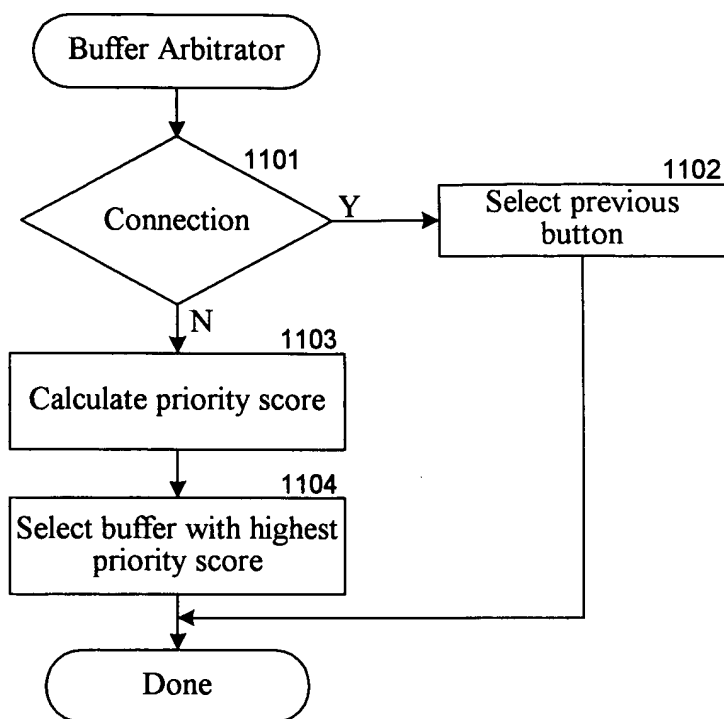 Buffer Arbitrator
1101
Connection
Y
1102
Select previous
button
N
1103
Calculate priority score
1104
Select buffer with highest
priority score
Done